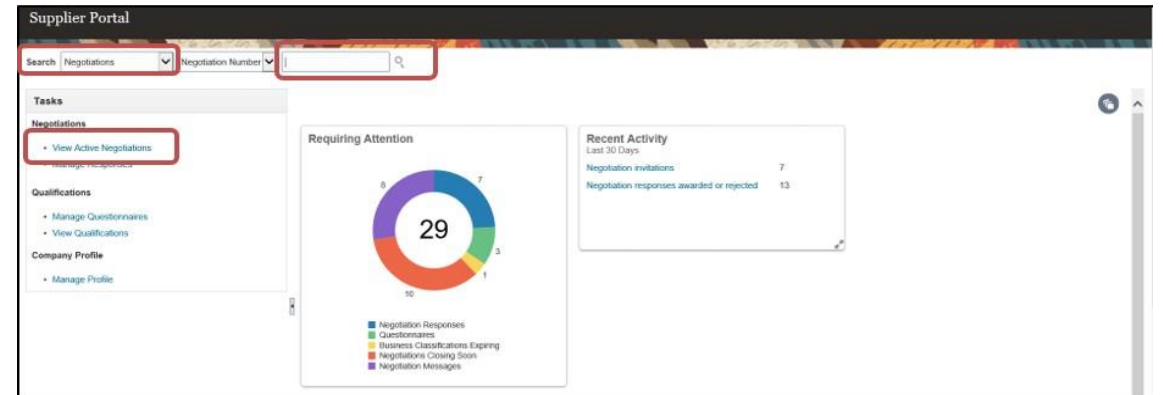 Supplier Portal
Search Negotiations Negotiation Number
Tasks
Negotiations
View Active Negotiations
Manage Responses
Qualifications
Manage Questionnaires
View Qualifications
Company Profile
Manage Profile
Requiring Attention
8
7
29
3
1
10
Negotiation Responses
Questionnaires
Business Classifications Expiring
Negotiations Closing Soon
Negotiation Messages
Recent Activity
Last 30 Days
Negotiation invitations 7
Negotiation responses awarded or rejected 13